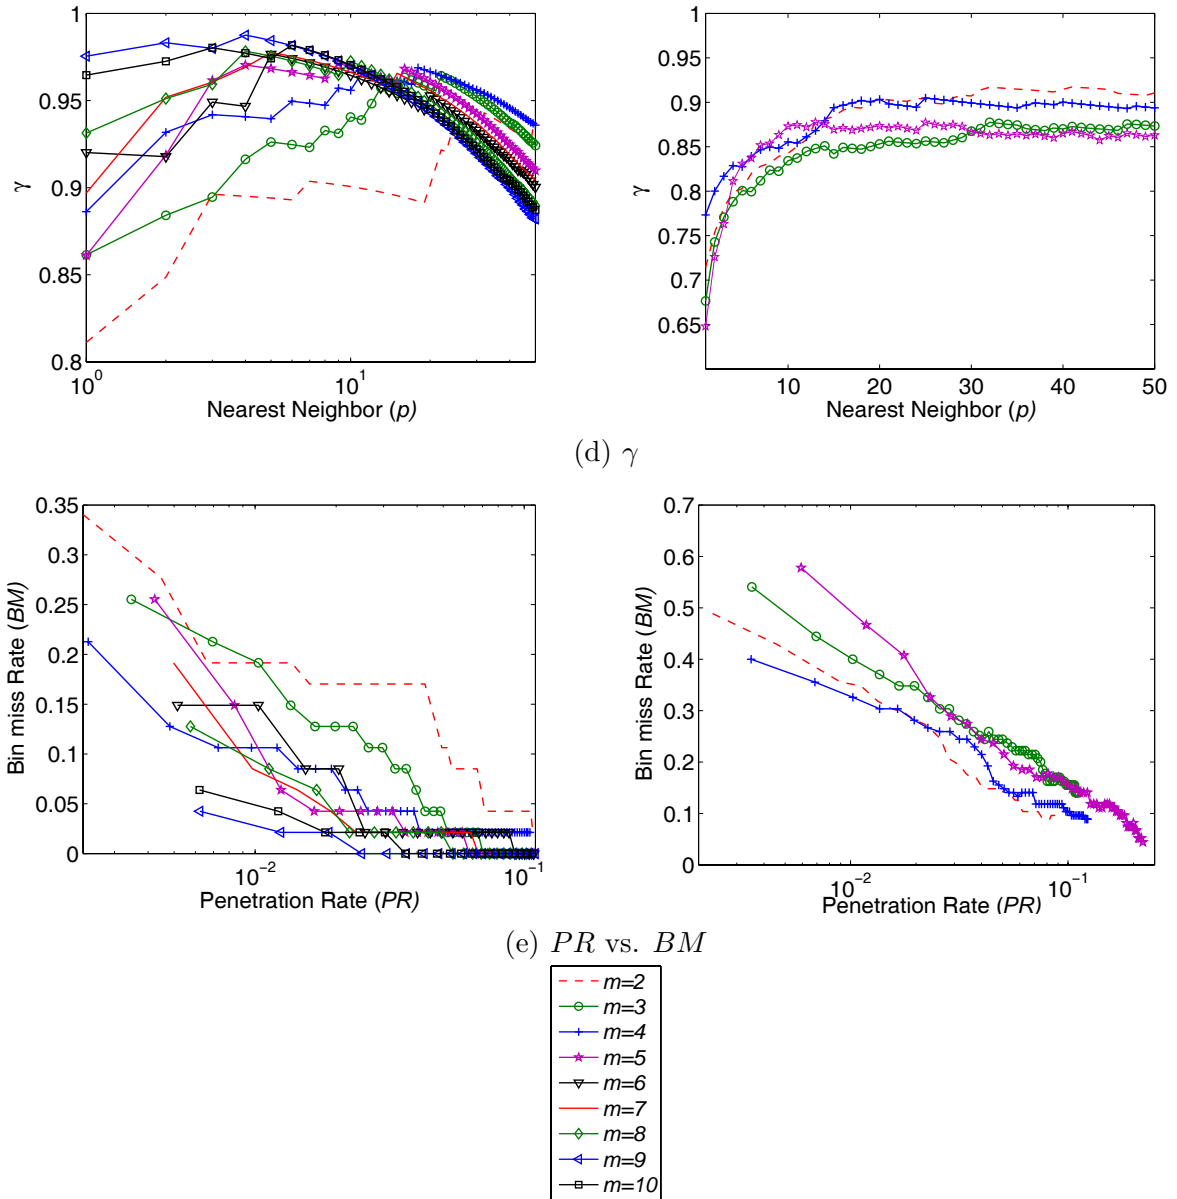 1
0.95
0.9
0.85
0.8
γ
10^0
10^1
Nearest Neighbor (p)
1
0.95
0.9
0.85
0.8
0.75
0.7
0.65
γ
10
20
30
40
50
Nearest Neighbor (p)
(d) γ
0.35
0.3
0.25
0.2
0.15
0.1
0.05
0
Bin miss Rate (BM)
10^−2
10^−1
Penetration Rate (PR)
0.7
0.6
0.5
0.4
0.3
0.2
0.1
0
Bin miss Rate (BM)
10^−2
10^−1
Penetration Rate (PR)
(e) PR vs. BM
m=2
m=3
m=4
m=5
m=6
m=7
m=8
m=9
m=10